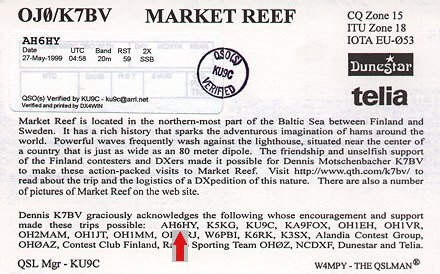 OJØ/K7BV MARKET REEF
CQ Zone 15
ITU Zone 18
IOTA EU-Ø53
AH6HY
Date UTC Band RST 2X
27-May-1999 04:58 20m 59 SSB
QSO(s) Verified by KU9C - ku9c@arrl.net
Verified and printed by DX4WIN
QSO(S)
KU9C
VERIFIED
DUNESTAR
telia
Market Reef is located in the northern-most part of the Baltic Sea between Finland and
Sweden. It has a rich history that sparks the adventurous imagination of hams around the
world. Powerful waves frequently wash against the lighthouse, situated near the center of
a country that is just as wide as an 80 meter dipole. The friendship and unselfish support
of the Finland contesters and DXers made it possible for Dennis Motschenbacher K7BV
to make these action-packed visits to Market Reef. Visit http://www.qth.com/k7bv/ to
read about the trip and the logistics of a DXpedition of this nature. There are also a number
of pictures of Market Reef on the web site.
Dennis K7BV graciously acknowledges the following whose encouragement and support
made these trips possible: AH6HY, K5KG, KU9C, KA9FOX, OH1EH, OH1VR,
OH2MAM, OH1JT, OH1MM, W6PBI, K6RK, K3SX, Alandia Contest Group,
OHØAZ, Contest Club Finland, Sporting Team OHØZ, NCDXF, Dunestar and Telia.
QSL Mgr - KU9C
W4MPY - THE QSLMAN®